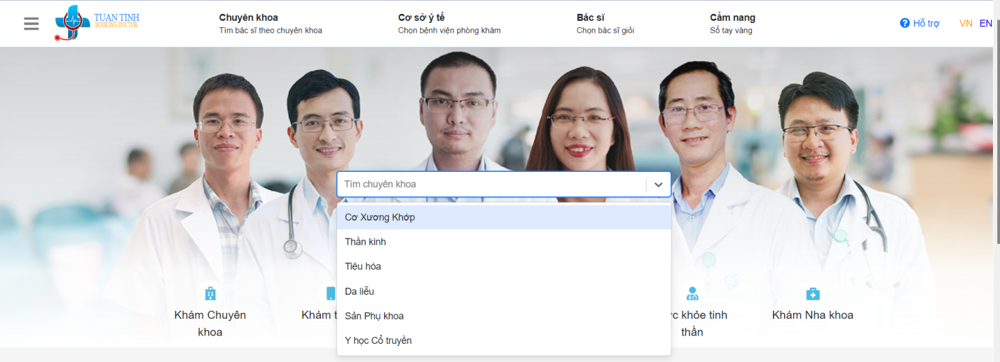 TUAN TINH
BOOKING DOCTOR
Chuyên khoa
Tìm bác sĩ theo chuyên khoa
Cơ sở y tế
Chọn bệnh viện phòng khám
Bác sĩ
Chọn bác sĩ giỏi
Cẩm nang
Sổ tay vàng
Hỗ trợ
VN EN
Tìm chuyên khoa
Cơ Xương Khớp
Thần kinh
Tiêu hóa
Da liễu
Sản Phụ khoa
Y học Cổ truyền
Khám Chuyên
khoa
Khám
khỏe tinh
thần
Khám Nha khoa